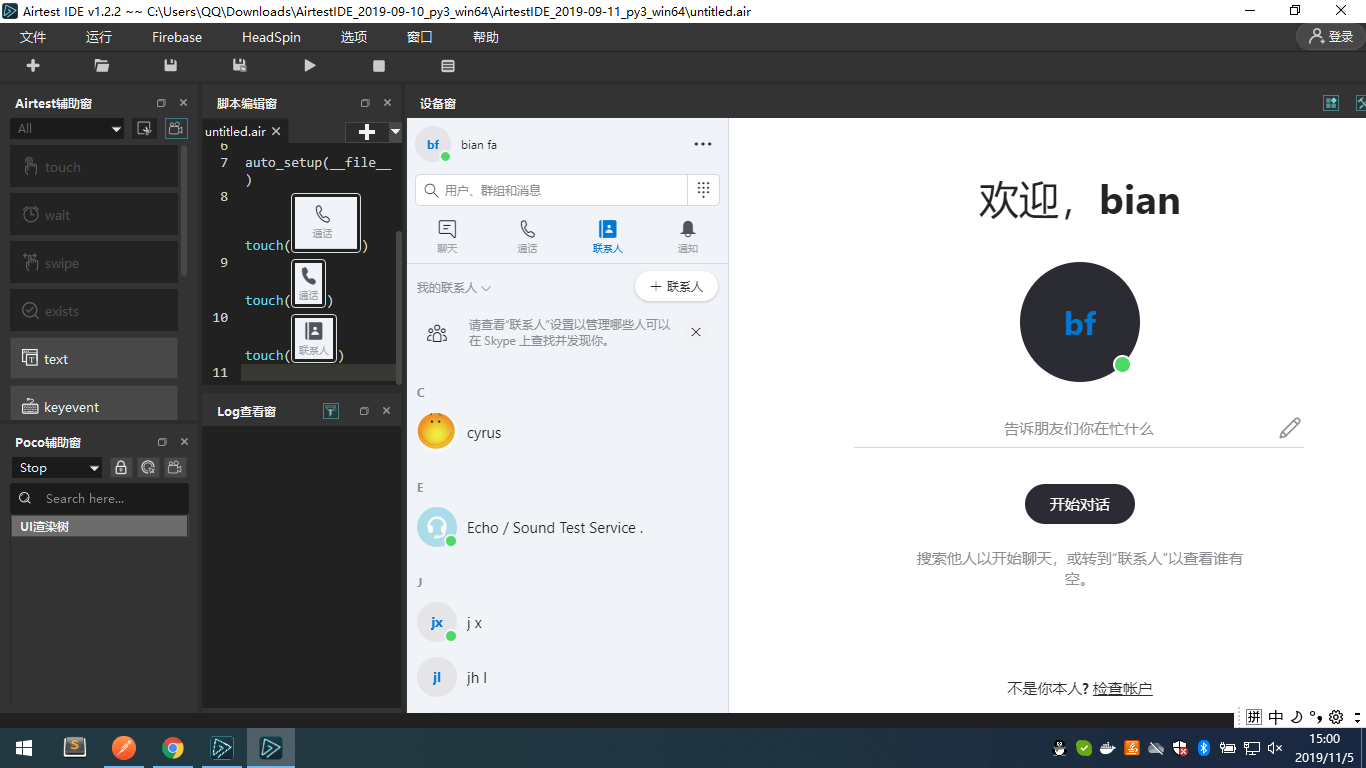 Airtest IDE v1.2.2 ~~ C:\Users\QQ\Downloads\AirtestIDE_2019-09-10_py3_win64\AirtestIDE_2019-09-11_py3_win64\untitled.air
文件 运行 Firebase HeadSpin 选项 窗口 帮助
登录
Airtest辅助窗
All
touch
wait
swipe
exists
text
keyevent
Poco辅助窗
Stop
Search here...
UI渲染树
脚本编辑窗
untitled.air
6
7 auto_setup(__file__
)
8
通话
touch( )
9
通话
touch( )
10
联系人
touch( )
11
Log查看窗
设备窗
bf bian fa
用户、群组和消息
聊天 通话 联系人 通知
我的联系人
联系人
请查看“联系人”设置以管理哪些人可以
在 Skype 上查找并发现你。
C
cyrus
E
Echo / Sound Test Service .
J
jx j x
jl jh l
欢迎，bian
bf
告诉朋友们你在忙什么
开始对话
搜索他人以开始聊天，或转到“联系人”以查看谁有
空。
不是你本人? 检查帐户
拼 中
15:00
2019/11/5